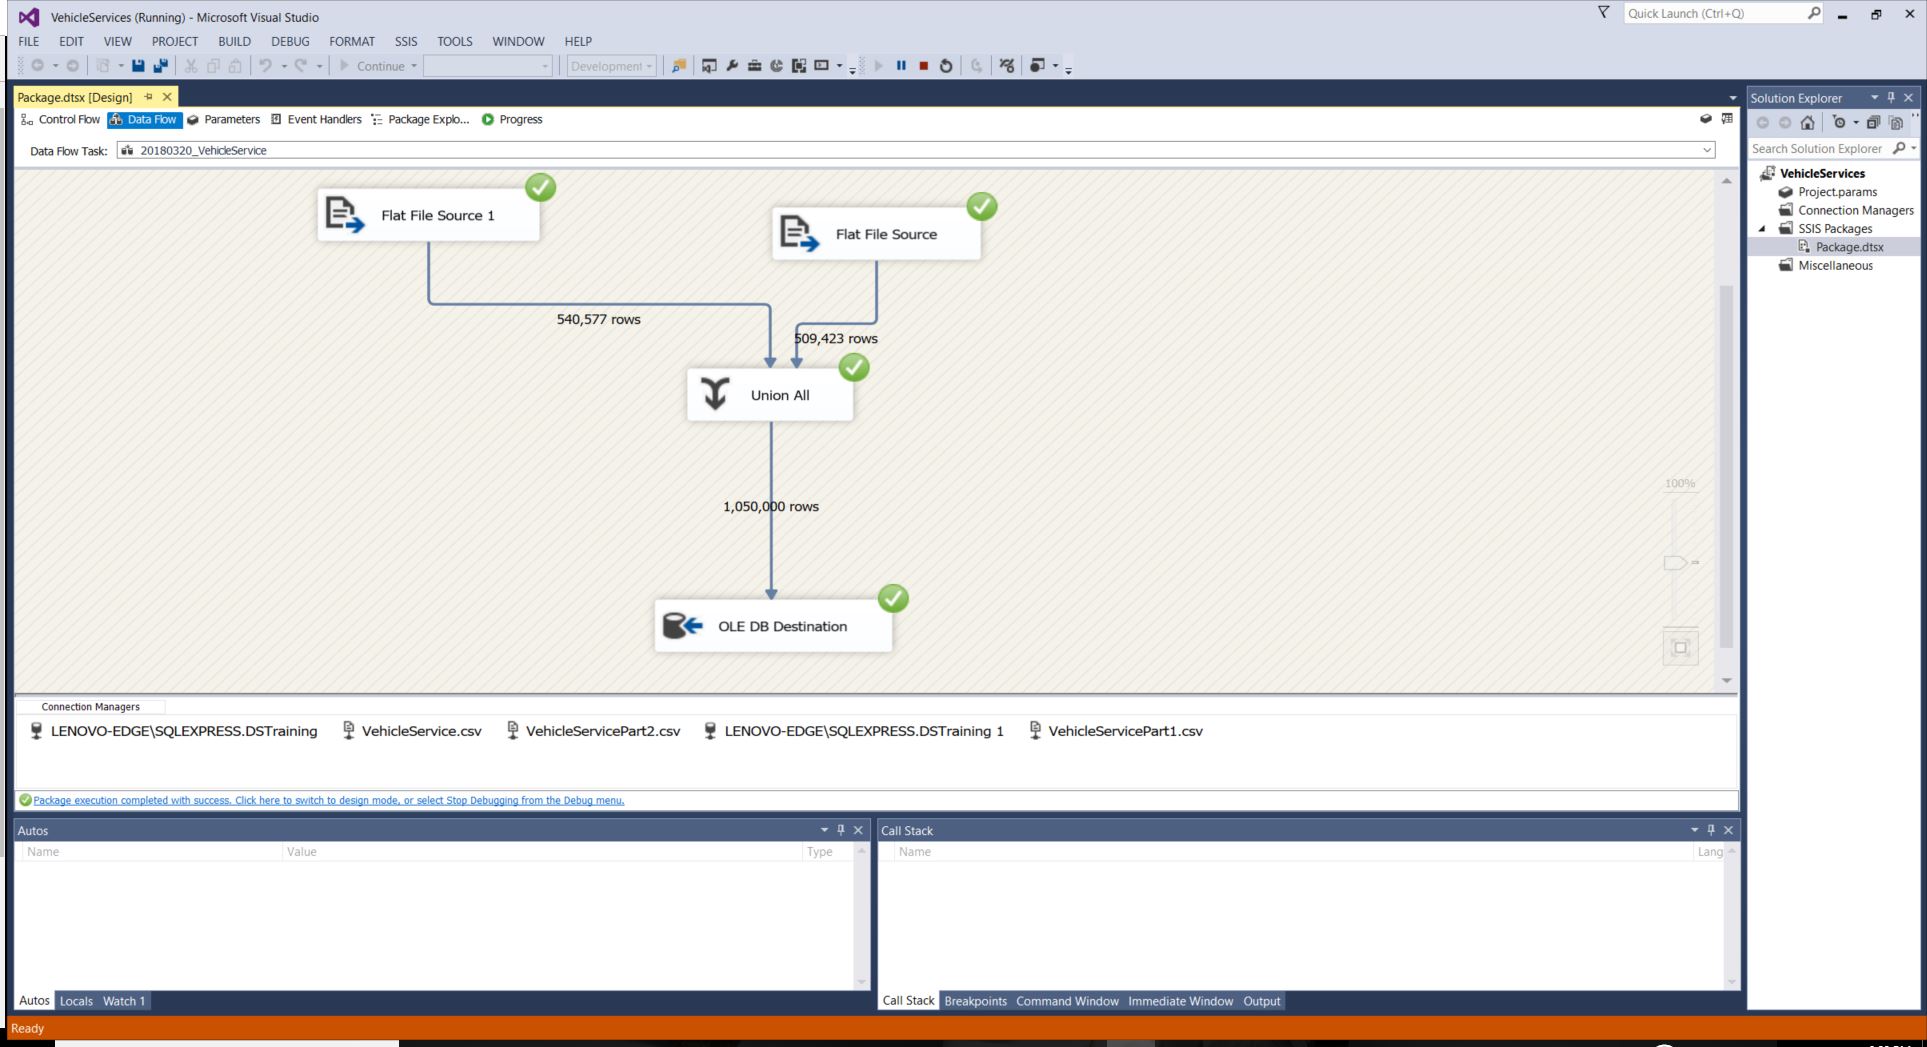 VehicleServices (Running) - Microsoft Visual Studio
Quick Launch (Ctrl+Q)
FILE EDIT VIEW PROJECT BUILD DEBUG FORMAT SSIS TOOLS WINDOW HELP
Continue Development
Package.dtsx [Design]
Control Flow Data Flow Parameters Event Handlers Package Explo... Progress
Data Flow Task: 20180320_VehicleService
Flat File Source 1
Flat File Source
540,577 rows
509,423 rows
Union All
1,050,000 rows
OLE DB Destination
100%
Connection Managers
LENOVO-EDGE\SQLEXPRESS.DSTraining VehicleService.csv VehicleServicePart2.csv LENOVO-EDGE\SQLEXPRESS.DSTraining 1 VehicleServicePart1.csv
Package execution completed with success. Click here to switch to design mode, or select Stop Debugging from the Debug menu.
Autos
Name Value Type
Autos Locals Watch 1
Call Stack
Name Lang
Call Stack Breakpoints Command Window Immediate Window Output
Solution Explorer
Search Solution Explorer
VehicleServices
Project.params
Connection Managers
SSIS Packages
Package.dtsx
Miscellaneous
Ready